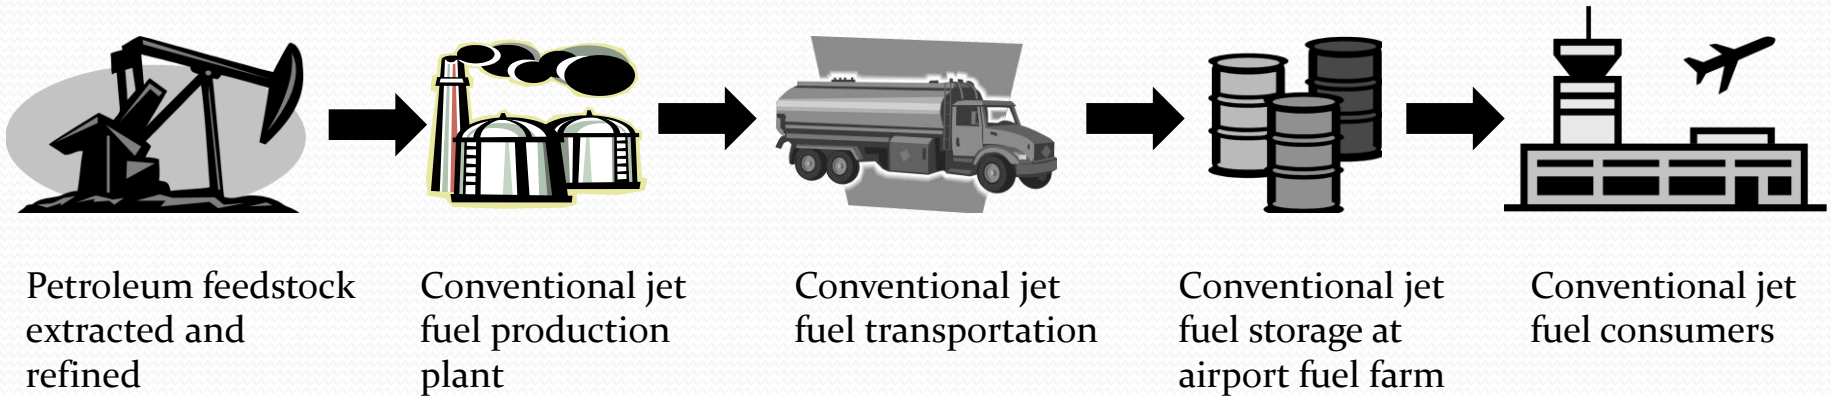 Petroleum feedstock
extracted and
refined
Conventional jet
fuel production
plant
Conventional jet
fuel transportation
Conventional jet
fuel storage at
airport fuel farm
Conventional jet
fuel consumers